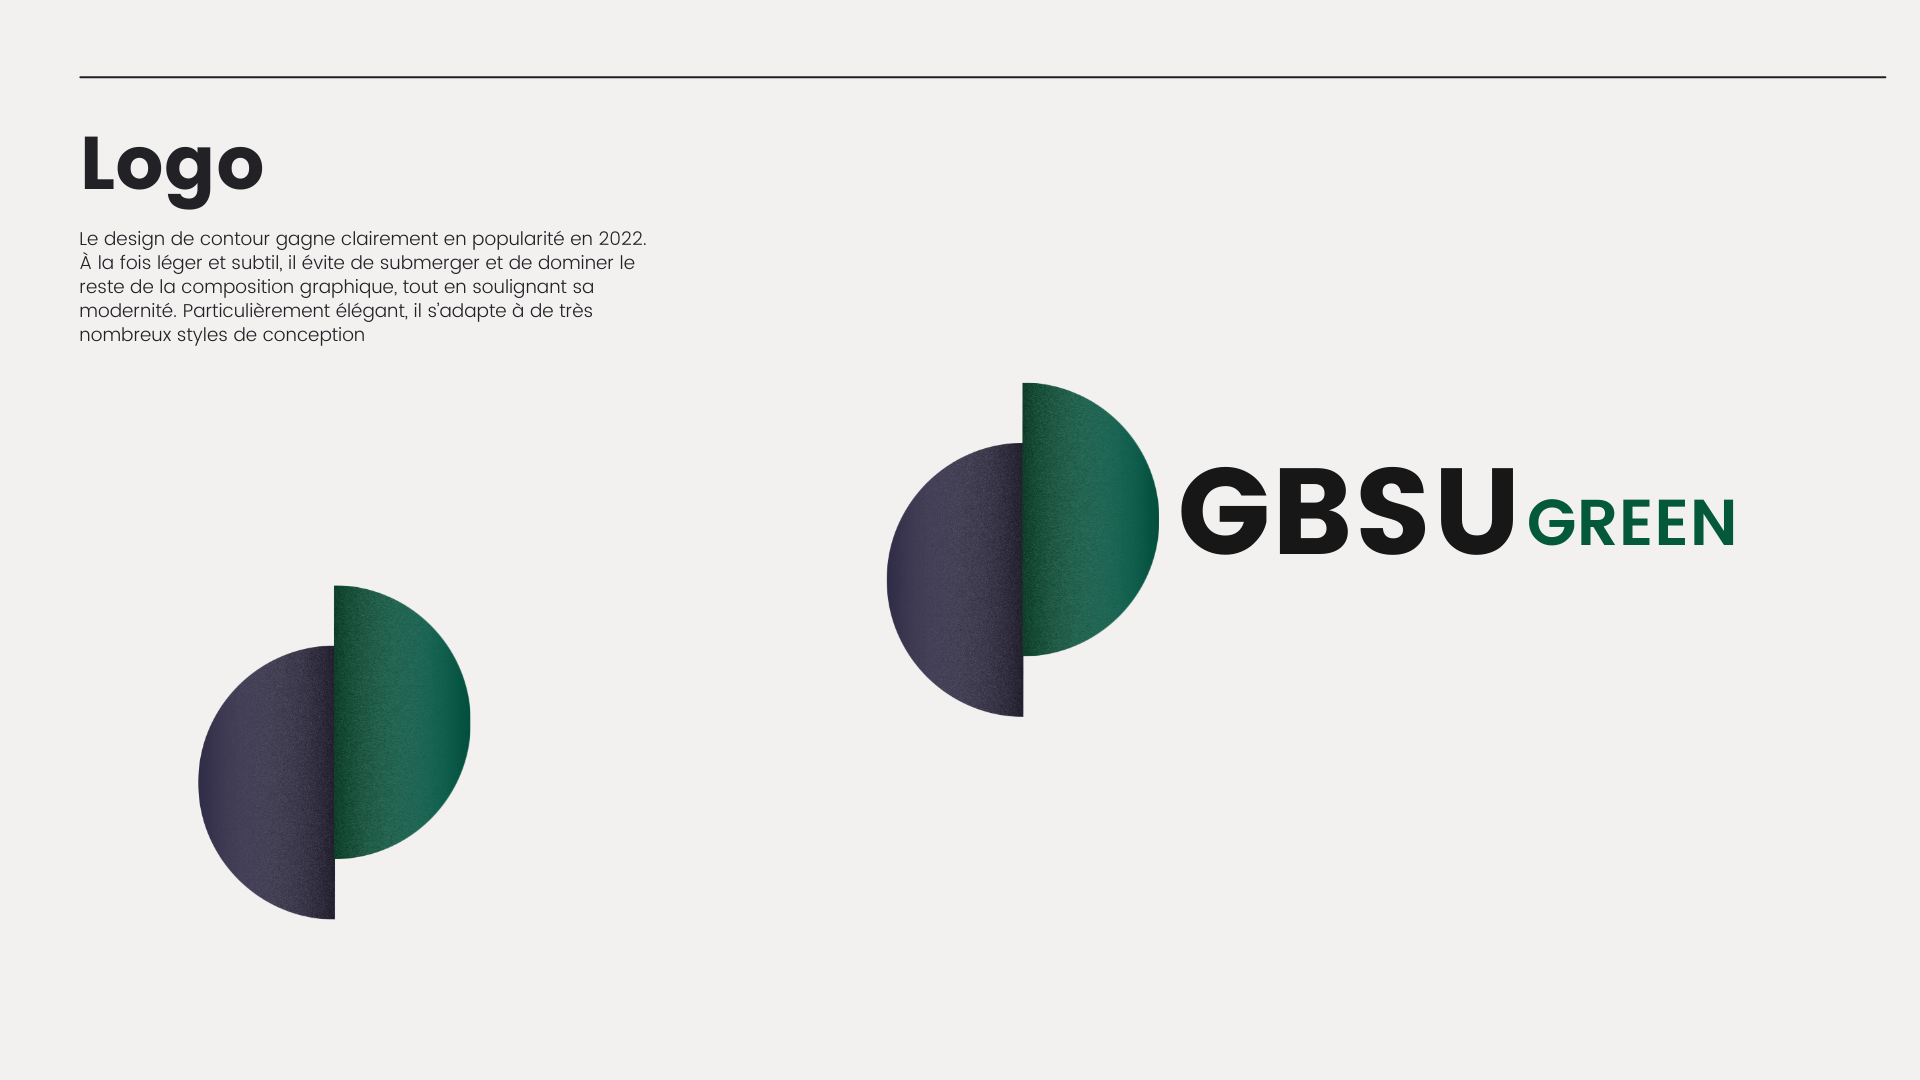 Logo
Le design de contour gagne clairement en popularité en 2022.
À la fois léger et subtil, il évite de submerger et de dominer le
reste de la composition graphique, tout en soulignant sa
modernité. Particulièrement élégant, il s’adapte à de très
nombreux styles de conception
GBSU GREEN